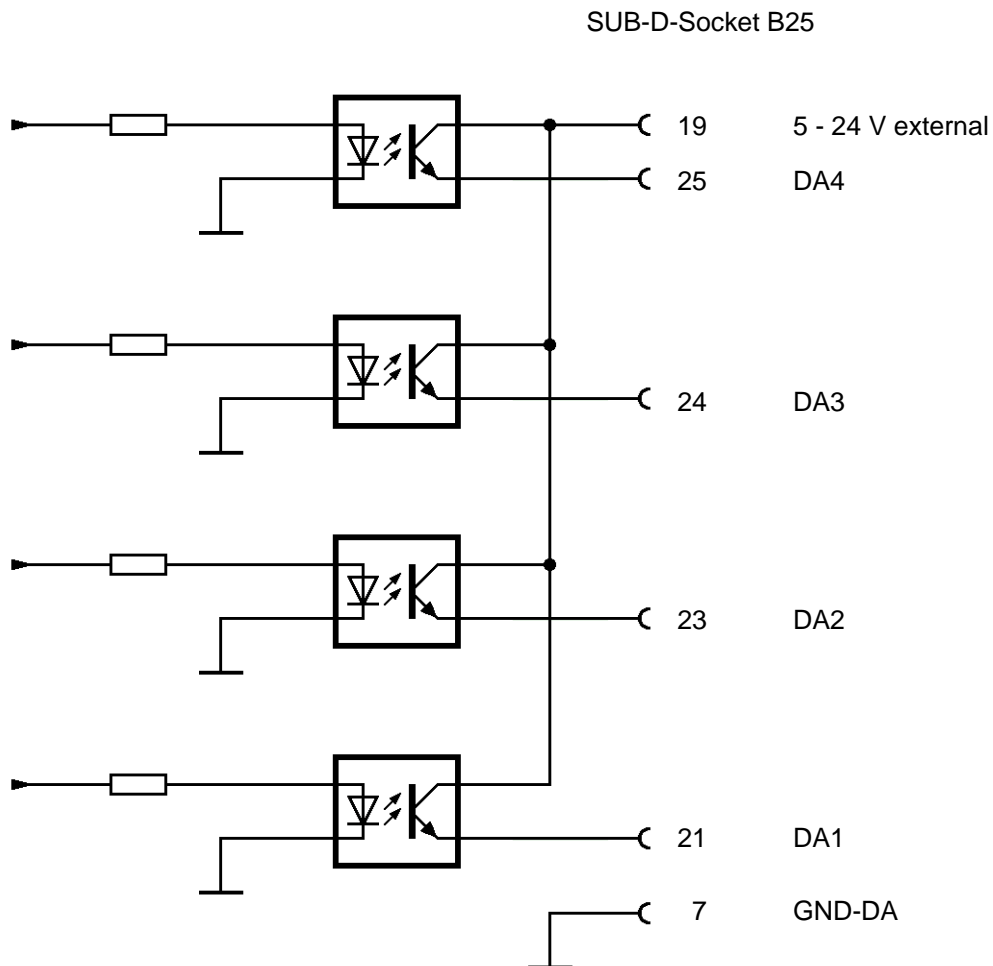 SUB-D-Socket B25
19 5 - 24 V external
25 DA4
24 DA3
23 DA2
21 DA1
7 GND-DA